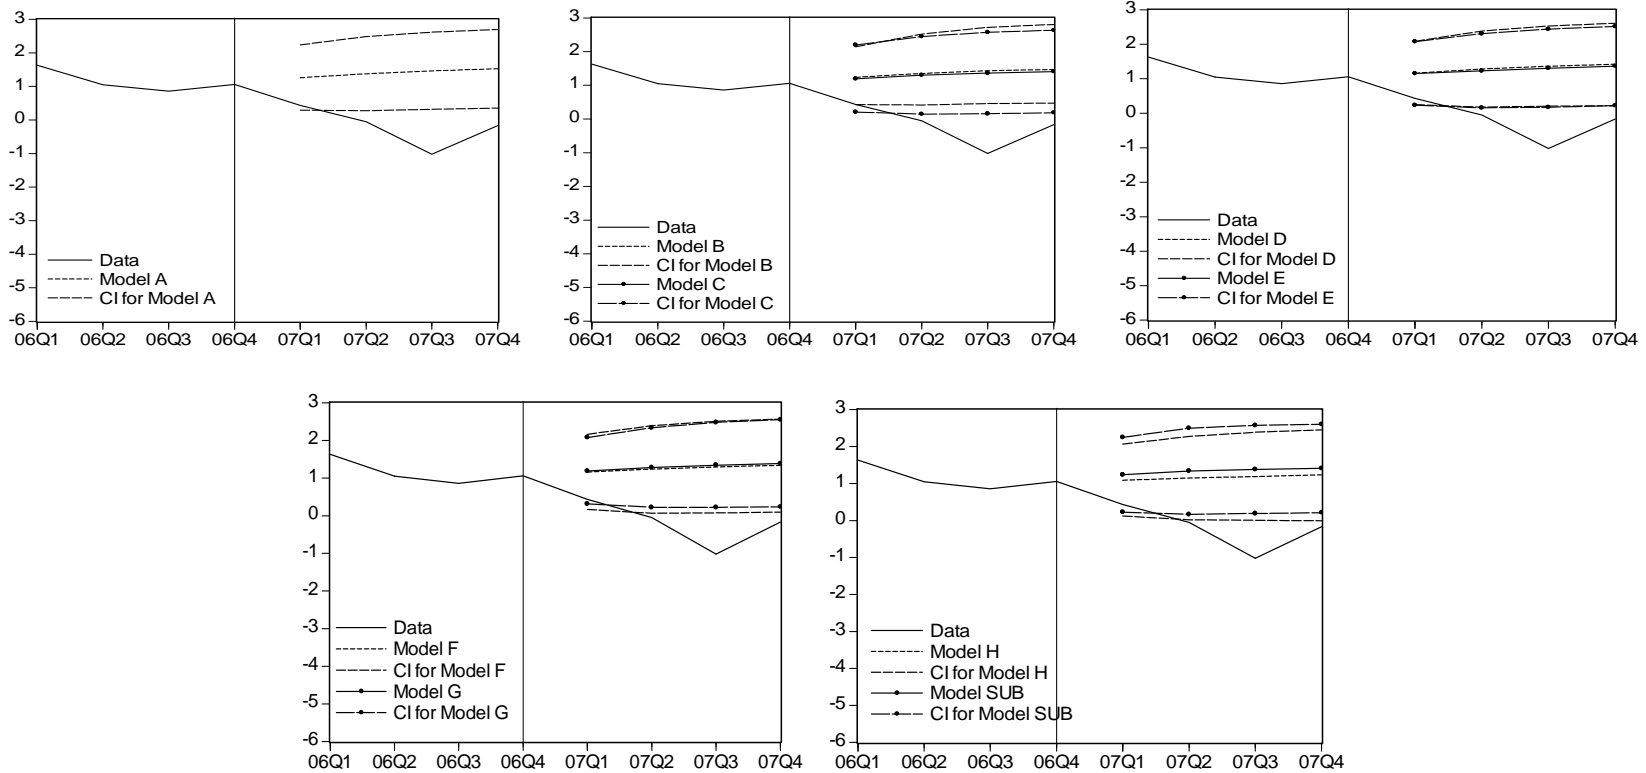 3
2
1
0
-1
-2
-3
-4
-5
-6
Data
Model A
CI for Model A
06Q1 06Q2 06Q3 06Q4 07Q1 07Q2 07Q3 07Q4
3
2
1
0
-1
-2
-3
-4
-5
-6
Data
Model B
CI for Model B
Model C
CI for Model C
06Q1 06Q2 06Q3 06Q4 07Q1 07Q2 07Q3 07Q4
3
2
1
0
-1
-2
-3
-4
-5
-6
Data
Model D
CI for Model D
Model E
CI for Model E
06Q1 06Q2 06Q3 06Q4 07Q1 07Q2 07Q3 07Q4
3
2
1
0
-1
-2
-3
-4
-5
-6
Data
Model F
CI for Model F
Model G
CI for Model G
06Q1 06Q2 06Q3 06Q4 07Q1 07Q2 07Q3 07Q4
3
2
1
0
-1
-2
-3
-4
-5
-6
Data
Model H
CI for Model H
Model SUB
CI for Model SUB
06Q1 06Q2 06Q3 06Q4 07Q1 07Q2 07Q3 07Q4